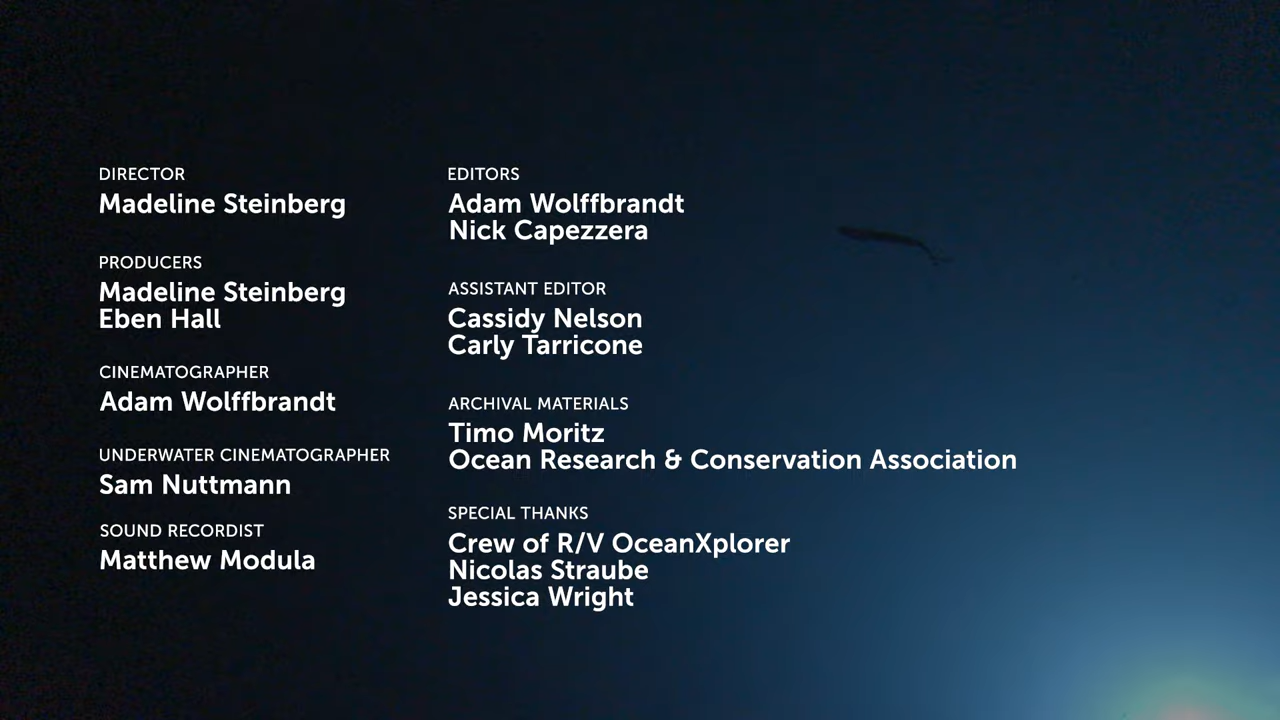 DIRECTOR
Madeline Steinberg
PRODUCERS
Madeline Steinberg
Eben Hall
CINEMATOGRAPHER
Adam Wolffbrandt
UNDERWATER CINEMATOGRAPHER
Sam Nuttmann
SOUND RECORDIST
Matthew Modula
EDITORS
Adam Wolffbrandt
Nick Capezzera
ASSISTANT EDITOR
Cassidy Nelson
Carly Tarricone
ARCHIVAL MATERIALS
Timo Moritz
Ocean Research & Conservation Association
SPECIAL THANKS
Crew of R/V OceanXplorer
Nicolas Straube
Jessica Wright